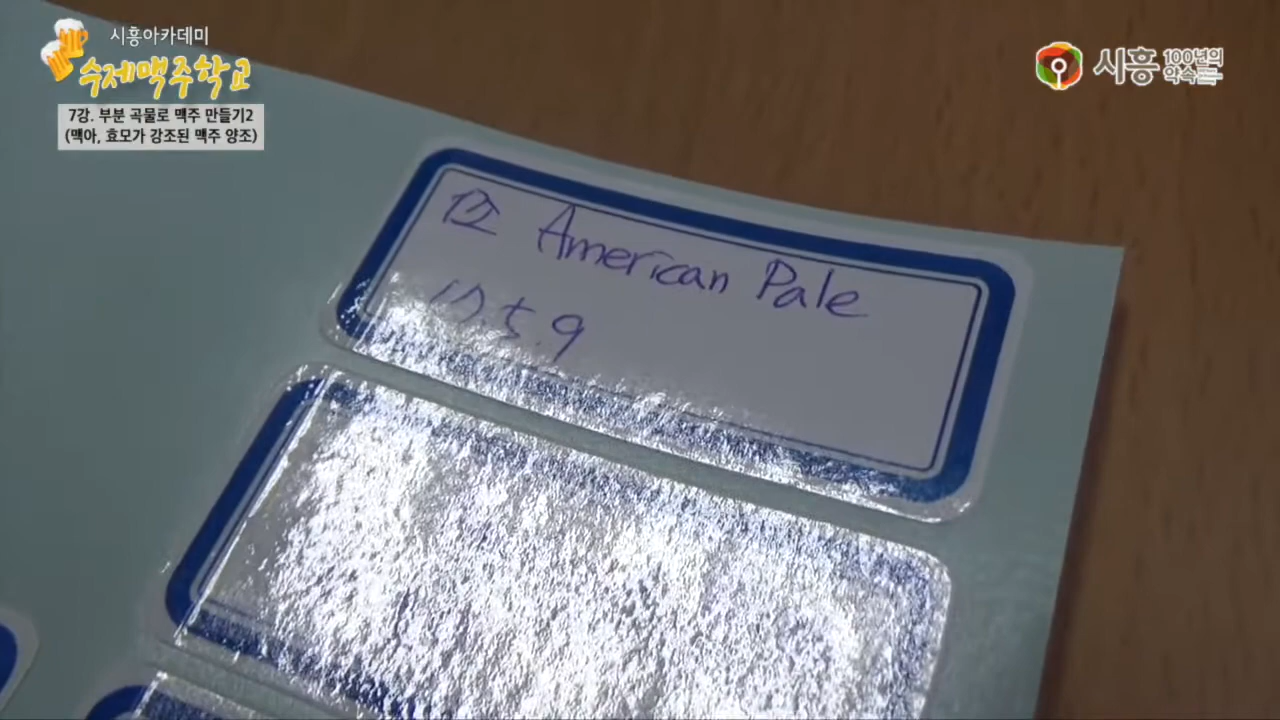 시흥아카데미
수제맥주학교
7강. 부분 곡물로 맥주 만들기2
(맥아, 효모가 강조된 맥주 양조)
시흥 100년의 약속
American Pale
17.5.9